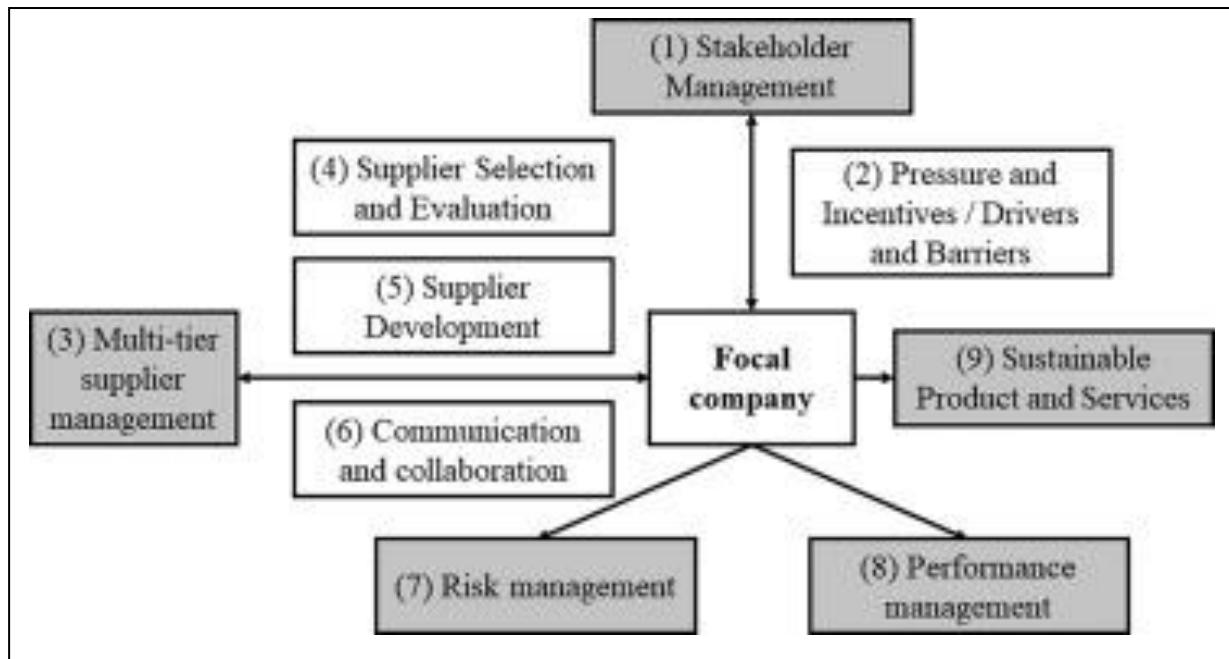 (1) Stakeholder
Management
(4) Supplier Selection
and Evaluation
(2) Pressure and
Incentives / Drivers
and Barriers
(5) Supplier
Development
(3) Multi-tier
supplier
management
Focal
company
(9) Sustainable
Product and Services
(6) Communication
and collaboration
(7) Risk management
(8) Performance
management